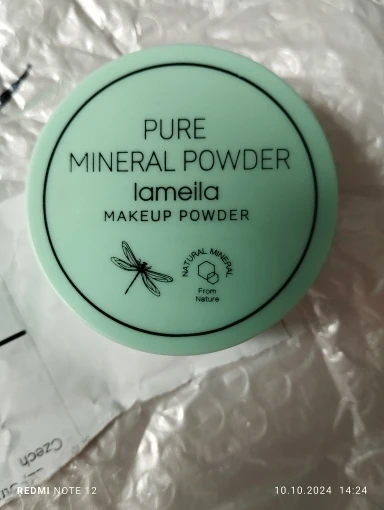 PURE
MINERAL POWDER
lameila
MAKEUP POWDER
NATURAL MINERAL
From
Nature
Czech
REDMI NOTE 12
10.10.2024 14:24